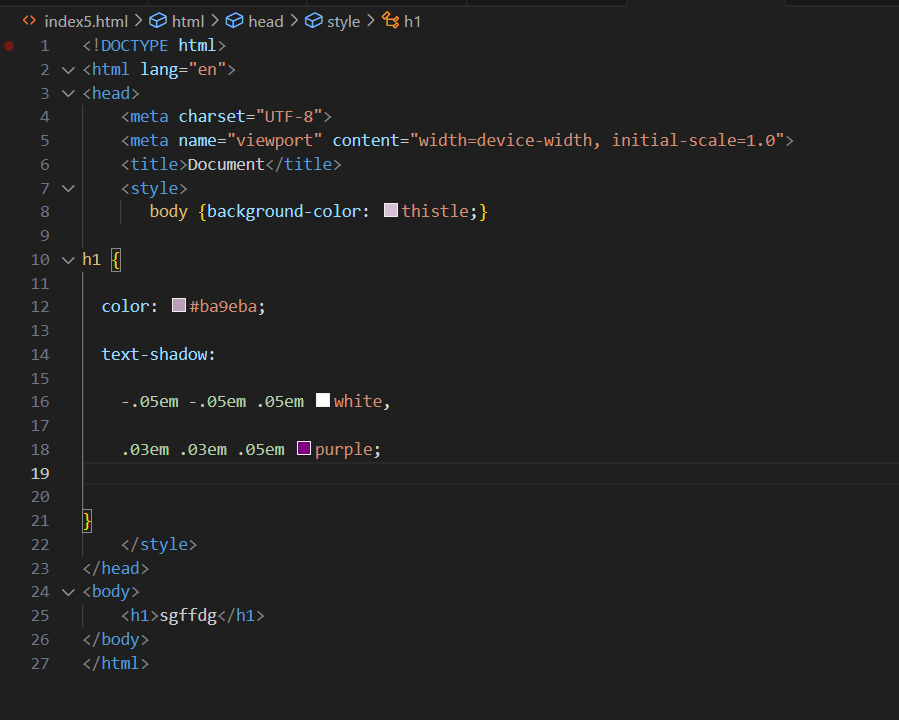 index5.html > html > head > style > h1
1 <!DOCTYPE html>
2 <html lang="en">
3 <head>
4     <meta charset="UTF-8">
5     <meta name="viewport" content="width=device-width, initial-scale=1.0">
6     <title>Document</title>
7     <style>
8        body {background-color: thistle;}
9
10 h1 {
11
12   color: #ba9eba;
13
14   text-shadow:
15
16     -.05em -.05em .05em white,
17
18     .03em .03em .05em purple;
19
20
21 }
22     </style>
23 </head>
24 <body>
25     <h1>sgffdg</h1>
26 </body>
27 </html>